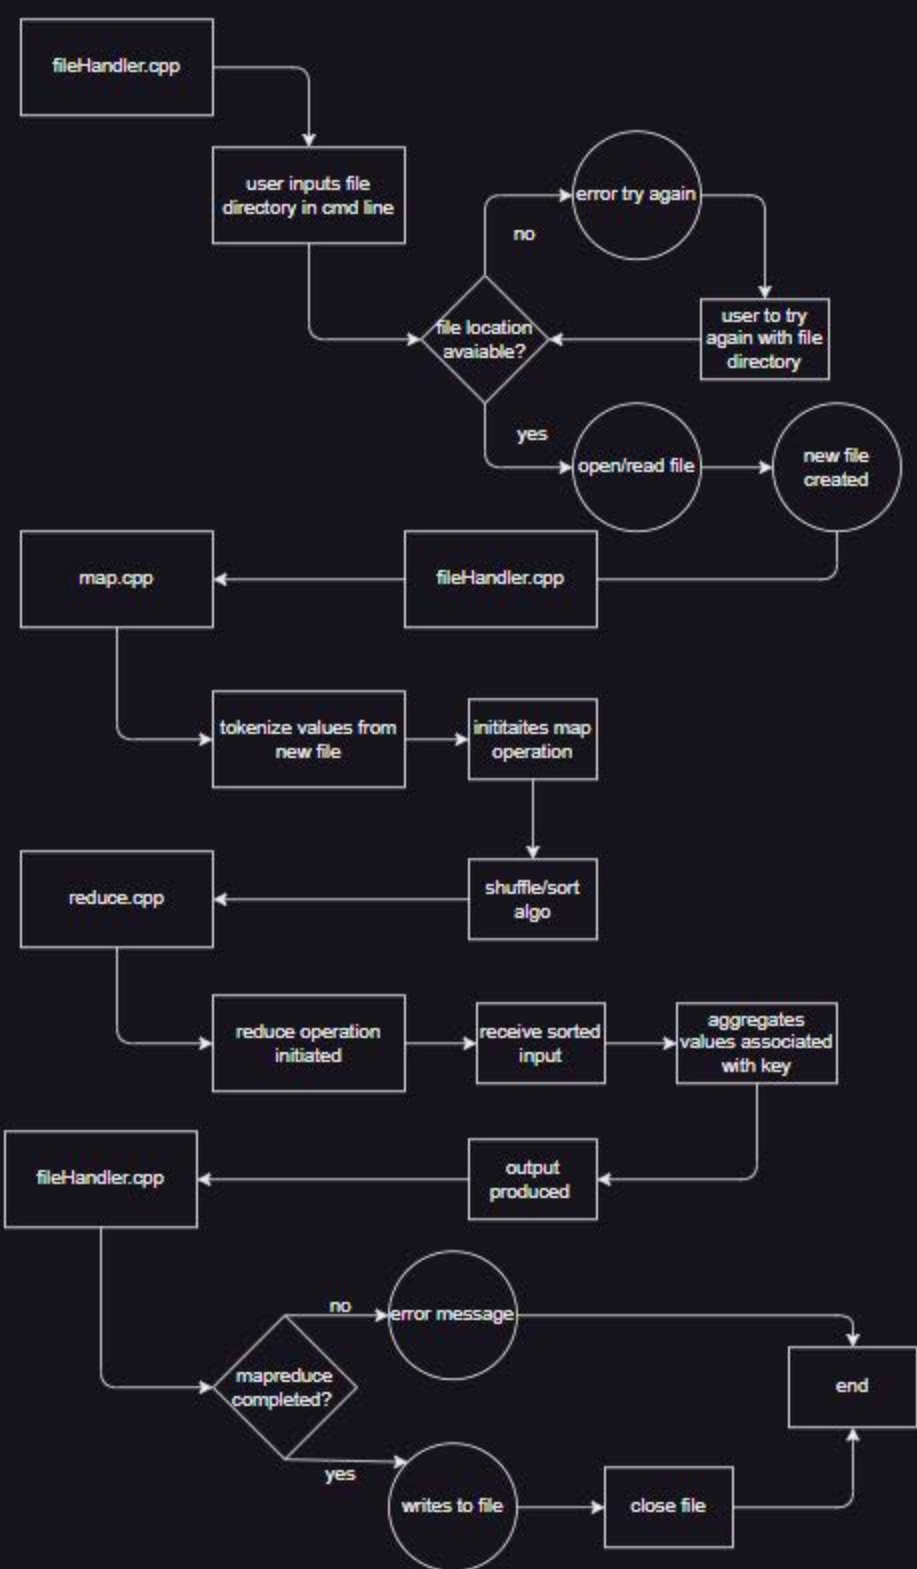 fileHandler.cpp
user inputs file
directory in cmd line
error try again
no
file location
avaiable?
user to try
again with file
directory
yes
open/read file
new file
created
map.cpp
fileHandler.cpp
tokenize values from
new file
inititaites map
operation
reduce.cpp
shuffle/sort
algo
reduce operation
initiated
receive sorted
input
aggregates
values associated
with key
fileHandler.cpp
output
produced
no
error message
mapreduce
completed?
end
yes
writes to file
close file